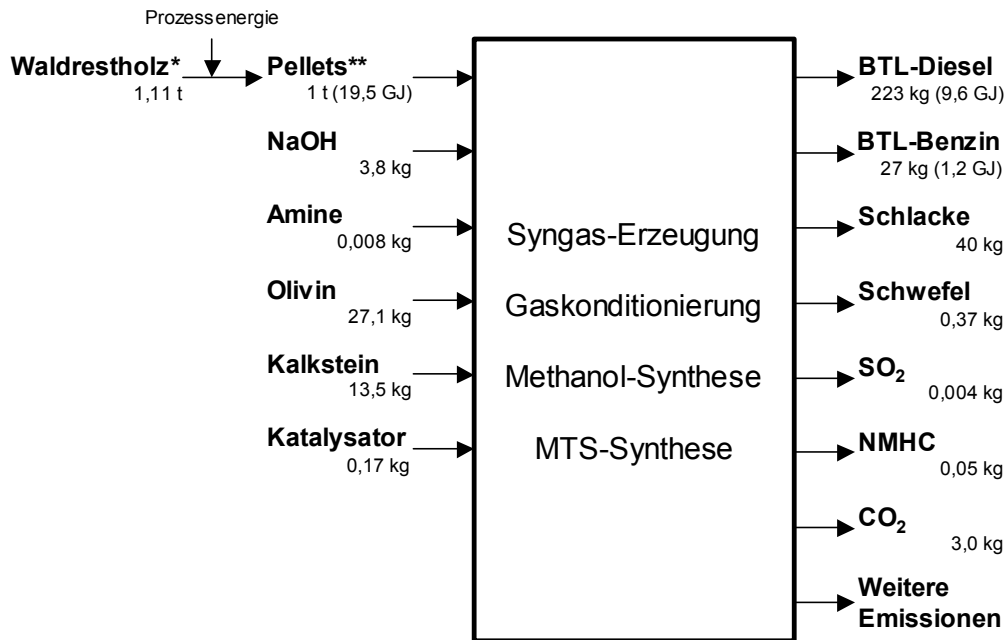 Prozessenergie
Waldrestholz*
1,11 t
Pellets**
1 t (19,5 GJ)
NaOH
3,8 kg
Amine
0,008 kg
Olivin
27,1 kg
Kalkstein
13,5 kg
Katalysator
0,17 kg
Syngas-Erzeugung
Gaskonditionierung
Methanol-Synthese
MTS-Synthese
BTL-Diesel
223 kg (9,6 GJ)
BTL-Benzin
27 kg (1,2 GJ)
Schlacke
40 kg
Schwefel
0,37 kg
SO₂
0,004 kg
NMHC
0,05 kg
CO₂
3,0 kg
Weitere
Emissionen